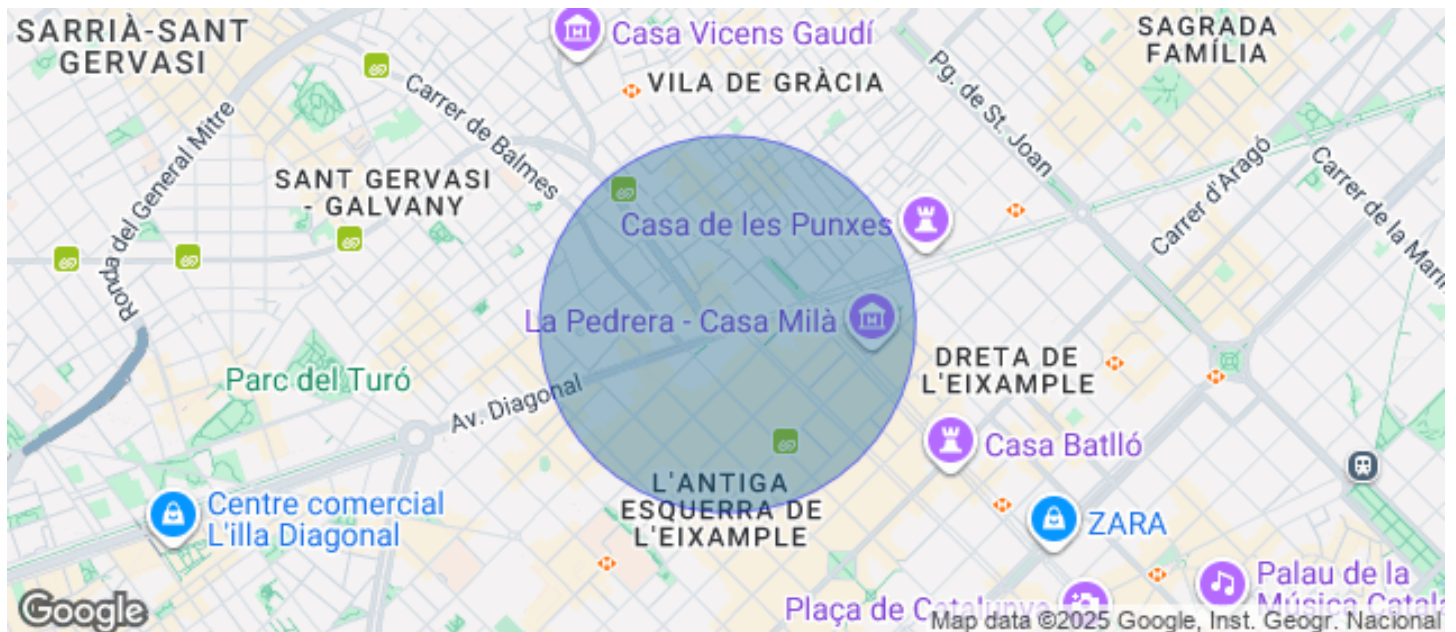 SARRIÀ-SANT
GERVASI
Casa Vicens Gaudí
SAGRADA
FAMÍLIA
VILA DE GRÀCIA
Carrer de Balmes
Pg. de St. Joan
Ronda del General Mitre
SANT GERVASI
- GALVANY
Carrer d'Aragó
Carrer de la Marin
Casa de les Punxes
La Pedrera - Casa Milà
DRETA DE
L'EIXAMPLE
Parc del Turó
Av. Diagonal
Casa Batlló
L'ANTIGA
ESQUERRA DE
L'EIXAMPLE
Centre comercial
L'illa Diagonal
ZARA
Palau de la
Música Catala
Plaça de Catalunya
Google
Map data ©2025 Google, Inst. Geogr. Nacional